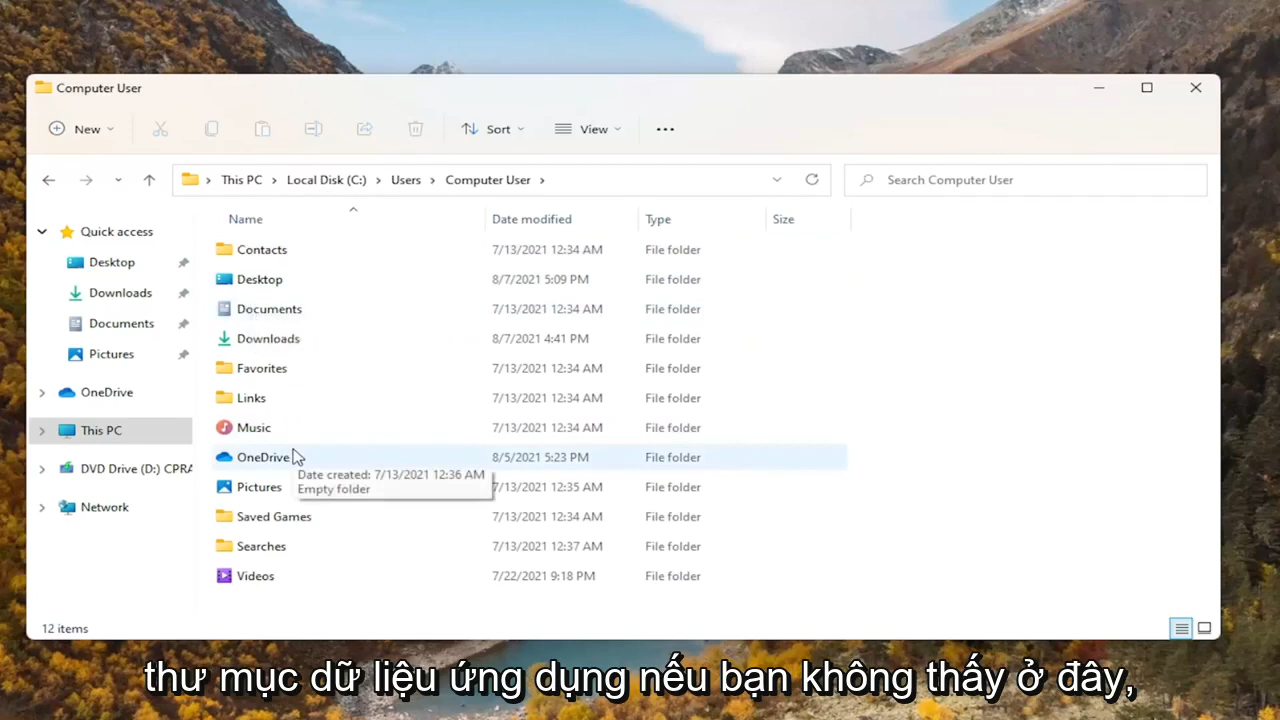 Computer User
New
Sort
View
This PC
Local Disk (C:)
Users
Computer User
Search Computer User
Name
Date modified
Type
Size
Quick access
Desktop
Downloads
Documents
Pictures
OneDrive
This PC
DVD Drive (D:) CPRA
Network
Contacts 7/13/2021 12:34 AM File folder
Desktop 8/7/2021 5:09 PM File folder
Documents 7/13/2021 12:34 AM File folder
Downloads 8/7/2021 4:41 PM File folder
Favorites 7/13/2021 12:34 AM File folder
Links 7/13/2021 12:34 AM File folder
Music 7/13/2021 12:34 AM File folder
OneDrive 8/5/2021 5:23 PM File folder
Date created: 7/13/2021 12:36 AM
Empty folder
Pictures 7/13/2021 12:35 AM File folder
Saved Games 7/13/2021 12:34 AM File folder
Searches 7/13/2021 12:37 AM File folder
Videos 7/22/2021 9:18 PM File folder
12 items
thư mục dữ liệu ứng dụng nếu bạn không thấy ở đây,